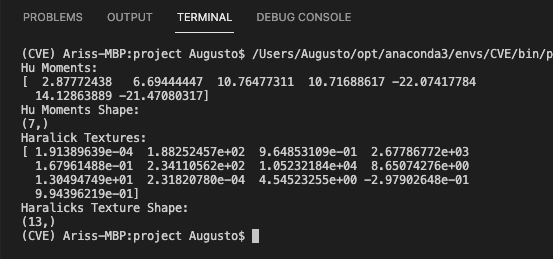 PROBLEMS OUTPUT TERMINAL DEBUG CONSOLE
(CVE) Ariss-MBP:project Augusto$ /Users/Augusto/opt/anaconda3/envs/CVE/bin/p
Hu Moments:
[  2.87772438   6.69444447  10.76477311  10.71688617 -22.07417784
  14.12863889 -21.47080317]
Hu Moments Shape:
(7,)
Haralick Textures:
[ 1.91389639e-04  1.88252457e+02  9.64853109e-01  2.67786772e+03
  1.67961488e-01  2.34110562e+02  1.05232184e+04  8.65074276e+00
  1.30494749e+01  2.31820780e-04  4.54523255e+00 -2.97902648e-01
  9.94396219e-01]
Haralicks Texture Shape:
(13,)
(CVE) Ariss-MBP:project Augusto$